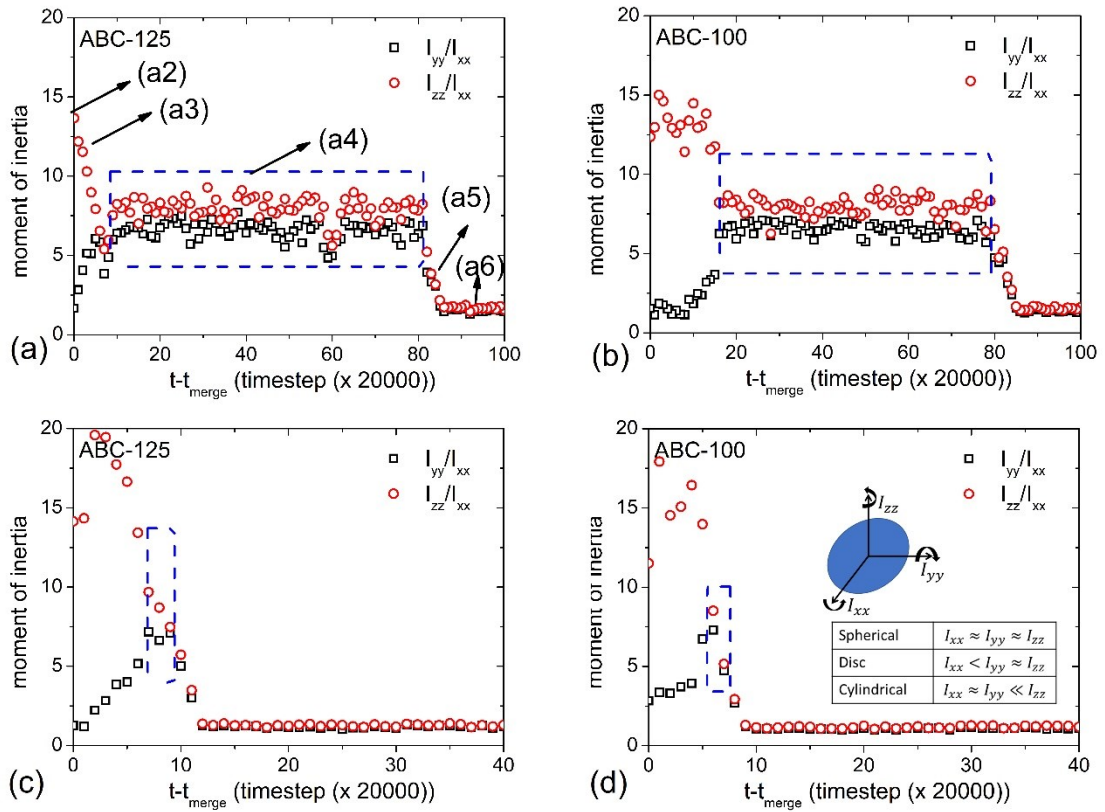 20
ABC-125
I_yy/I_xx
I_zz/I_xx
(a2)
(a3)
(a4)
(a5)
(a6)
15
10
5
0
moment of inertia
0 20 40 60 80 100
(a)
t-t_merge (timestep (x 20000))
20
ABC-100
I_yy/I_xx
I_zz/I_xx
15
10
5
0
moment of inertia
0 20 40 60 80 100
(b)
t-t_merge (timestep (x 20000))
20
ABC-125
I_yy/I_xx
I_zz/I_xx
15
10
5
0
moment of inertia
0 10 20 30 40
(c)
t-t_merge (timestep (x 20000))
20
ABC-100
I_yy/I_xx
I_zz/I_xx
15
10
5
0
moment of inertia
I_zz
I_yy
I_xx
Spherical I_xx ≈ I_yy ≈ I_zz
Disc I_xx < I_yy ≈ I_zz
Cylindrical I_xx ≈ I_yy ≪ I_zz
0 10 20 30 40
(d)
t-t_merge (timestep (x 20000))